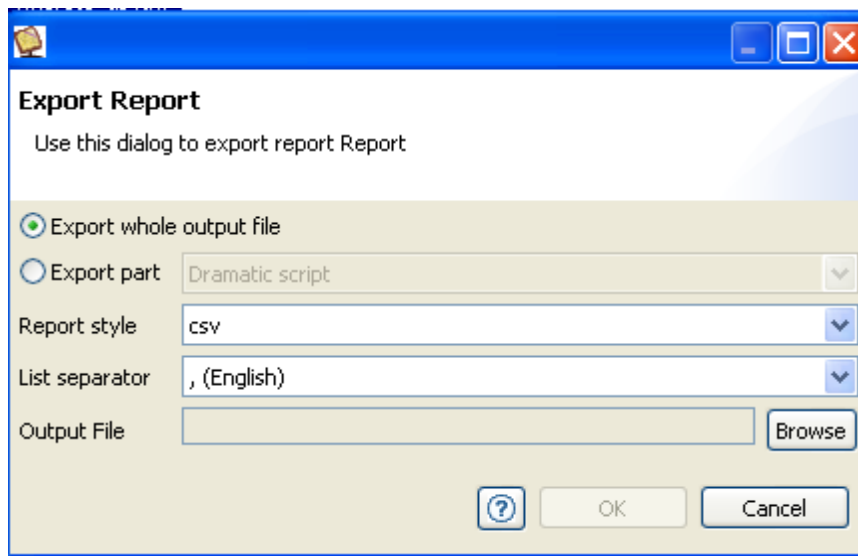 Export Report
Use this dialog to export report Report
Export whole output file
Export part Dramatic script
Report style csv
List separator , (English)
Output File Browse
? OK Cancel